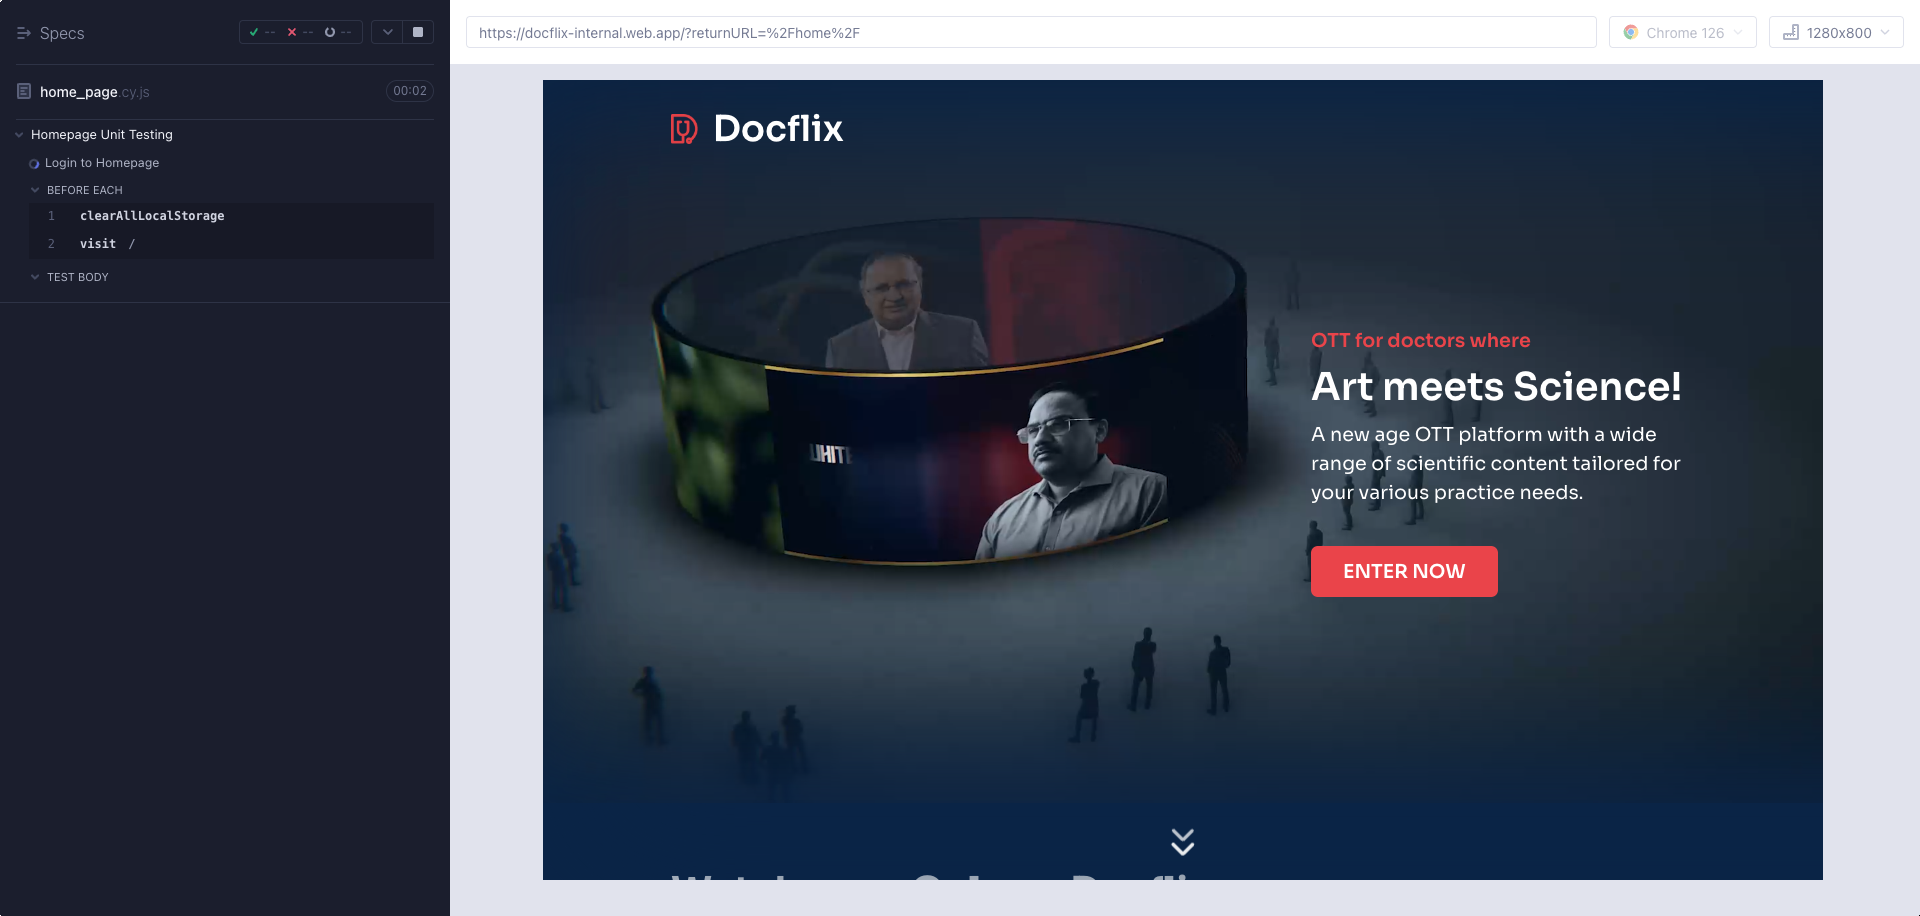 Specs
-- -- --
home_page.cy.js
00:02
Homepage Unit Testing
Login to Homepage
BEFORE EACH
1 clearAllLocalStorage
2 visit /
TEST BODY
https://docflix-internal.web.app/?returnURL=%2Fhome%2F
Chrome 126
1280x800
Docflix
OTT for doctors where
Art meets Science!
A new age OTT platform with a wide
range of scientific content tailored for
your various practice needs.
ENTER NOW